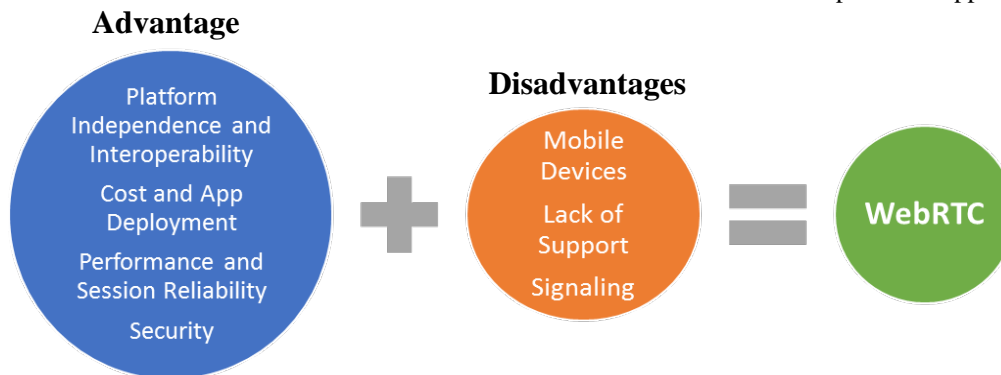 Advantage
Platform
Independence and
Interoperability
Cost and App
Deployment
Performance and
Session Reliability
Security
Disadvantages
Mobile
Devices
Lack of
Support
Signaling
WebRTC